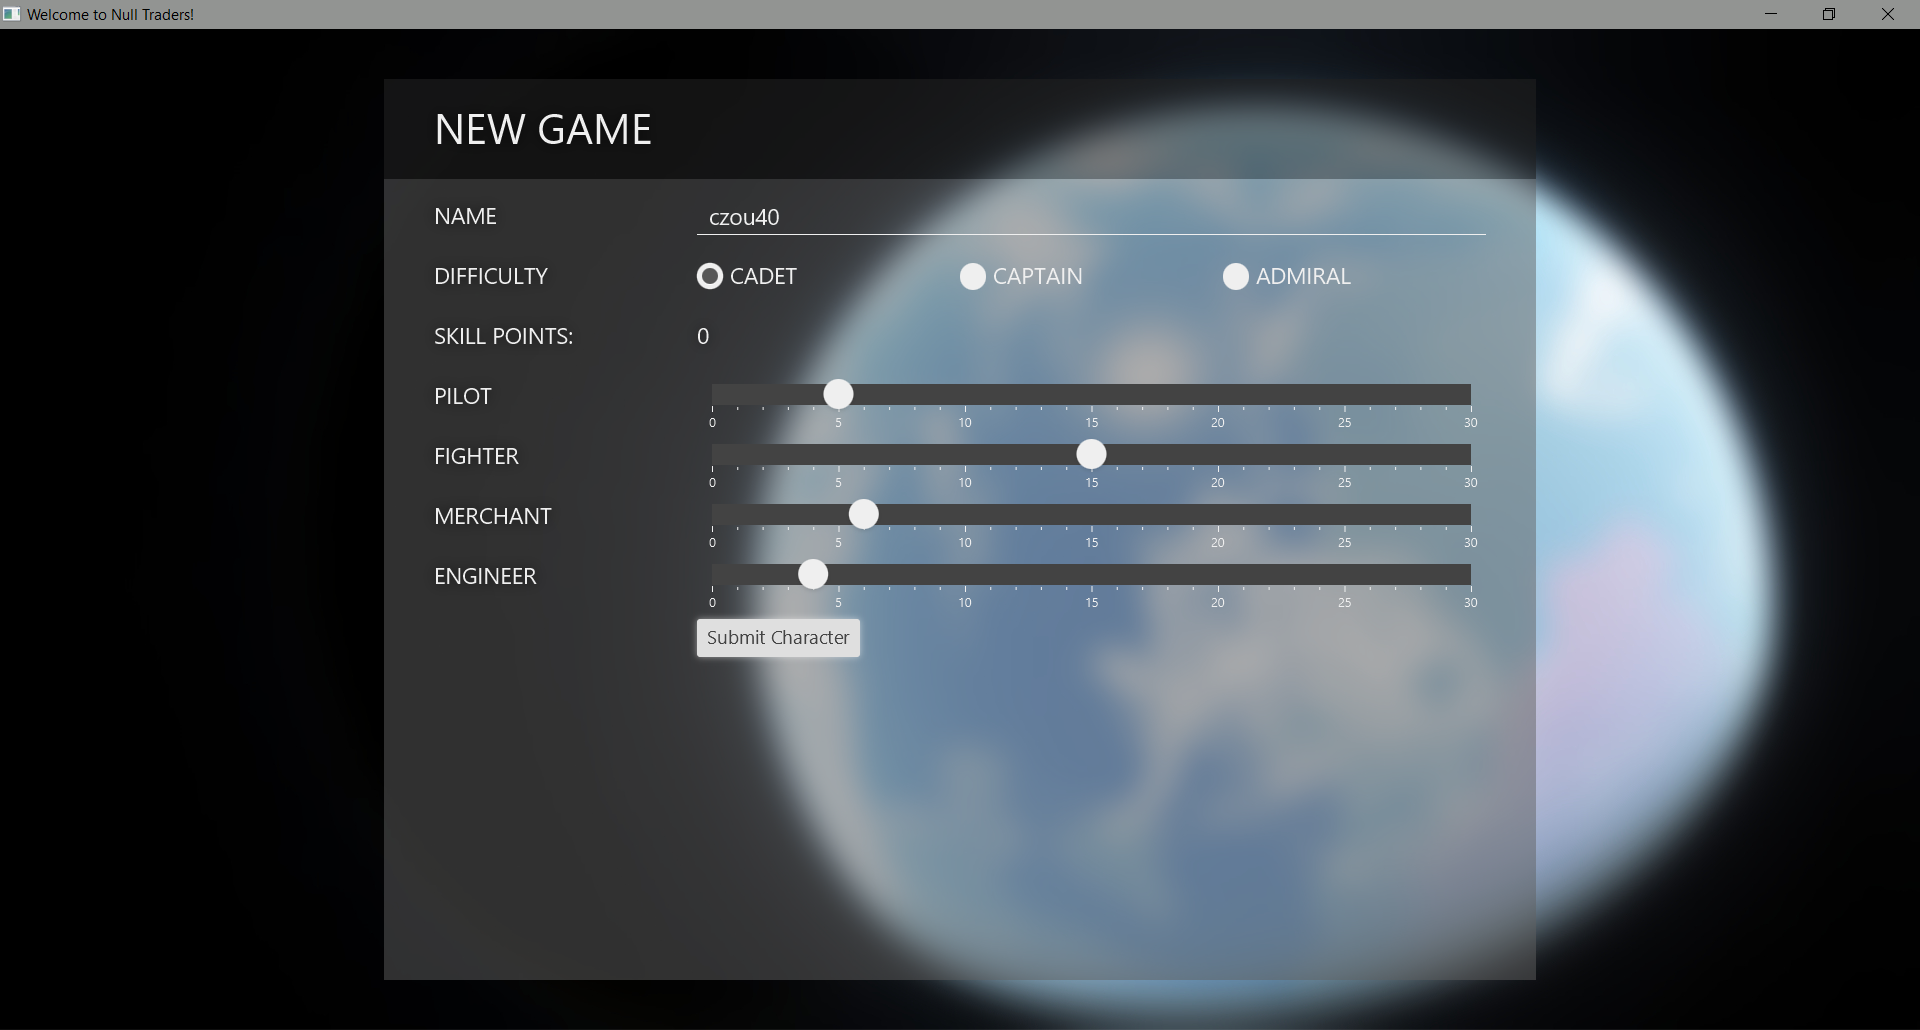 Welcome to Null Traders!
NEW GAME
NAME czou40
DIFFICULTY CADET CAPTAIN ADMIRAL
SKILL POINTS: 0
PILOT
0 5 10 15 20 25 30
FIGHTER
0 5 10 15 20 25 30
MERCHANT
0 5 10 15 20 25 30
ENGINEER
0 5 10 15 20 25 30
Submit Character